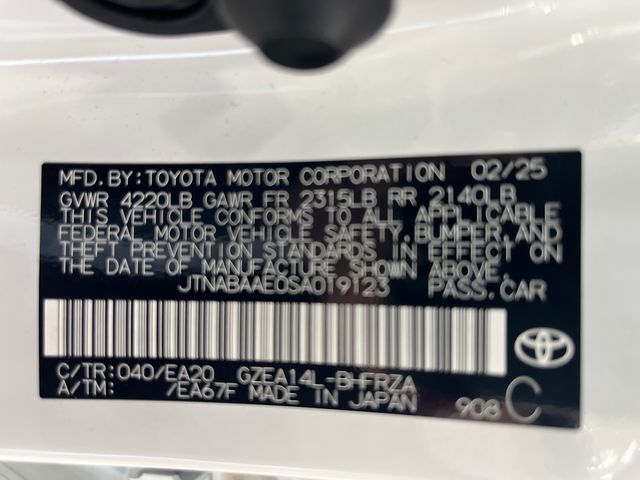 MFD.BY:TOYOTA MOTOR CORPORATION 02/25
GVWR 4220LB GAWR FR 2315LB RR 2140LB
THIS VEHICLE CONFORMS TO ALL APPLICABLE
FEDERAL MOTOR VEHICLE SAFETY, BUMPER, AND
THEFT PREVENTION STANDARDS IN EFFECT ON
THE DATE OF MANUFACTURE SHOWN ABOVE.
JTNABAAE0SA019123 PASS.CAR
C/TR:040/EA20 GZEA14L-BHFRZA
A/TM: /EA67F MADE IN JAPAN 908 C